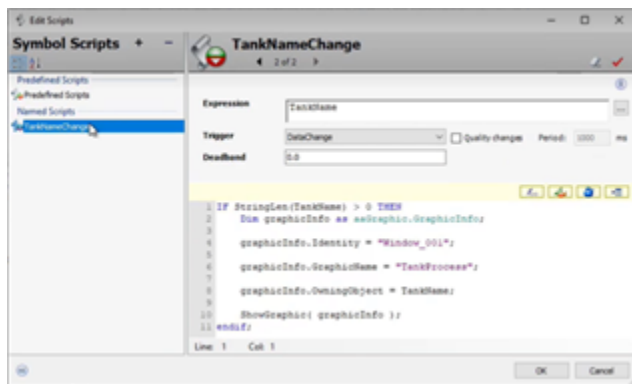 Edit Scripts
Symbol Scripts + -
TankNameChange
2 of 2
Predefined Scripts
Predefined Scripts
Named Scripts
TankNameChange
Expression TankName
Trigger DataChange Quality changes Period: 1000 ms
Deadband 0.0
1 IF StringLen(TankName) > 0 THEN
2 Dim graphicInfo as aaGraphic.GraphicInfo;
3
4 graphicInfo.Identity = "Window_001";
5
6 graphicInfo.GraphicName = "TankProcess";
7
8 graphicInfo.OwningObject = TankName;
9
10 ShowGraphic( graphicInfo );
11 endif;
Line: 1 Col: 1
OK Cancel